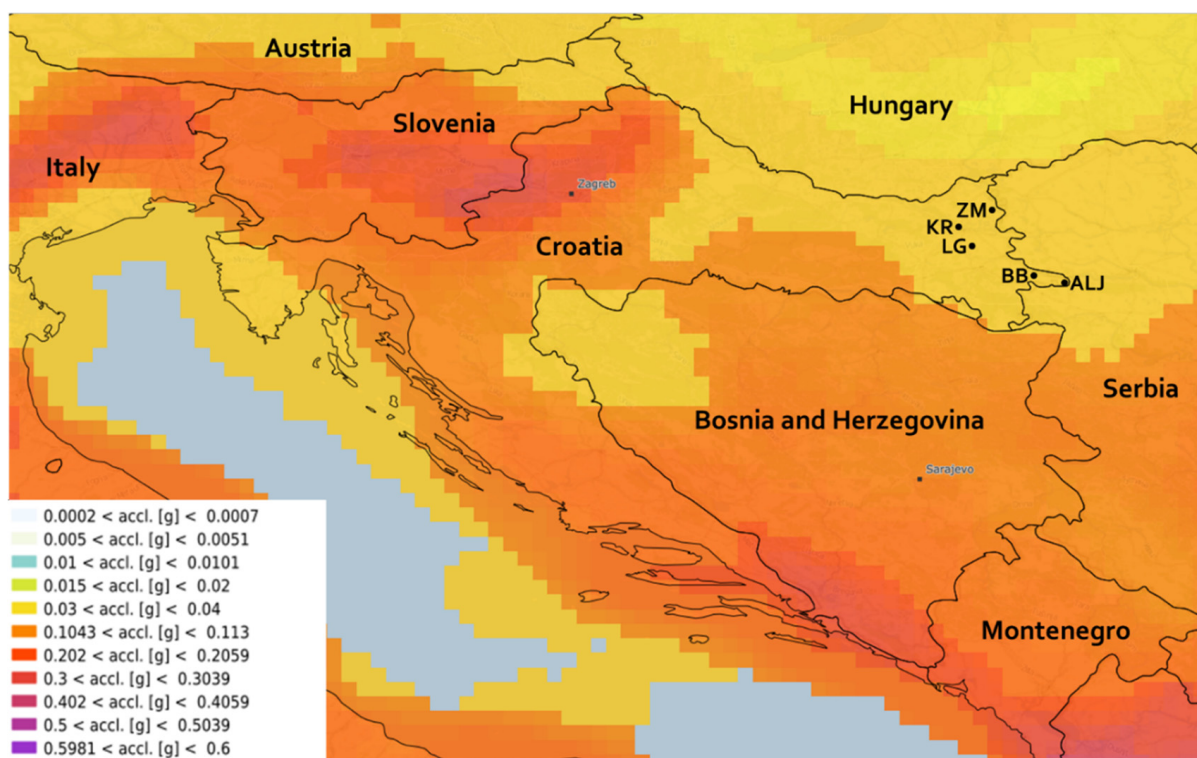 Austria
Hungary
Slovenia
Italy
Zagreb
ZM
KR
LG
Croatia
BB
ALJ
Serbia
Bosnia and Herzegovina
Sarajevo
Montenegro
0.0002 < accl. [g] < 0.0007
0.005 < accl. [g] < 0.0051
0.01 < accl. [g] < 0.0101
0.015 < accl. [g] < 0.02
0.03 < accl. [g] < 0.04
0.1043 < accl. [g] < 0.113
0.202 < accl. [g] < 0.2059
0.3 < accl. [g] < 0.3039
0.402 < accl. [g] < 0.4059
0.5 < accl. [g] < 0.5039
0.5981 < accl. [g] < 0.6